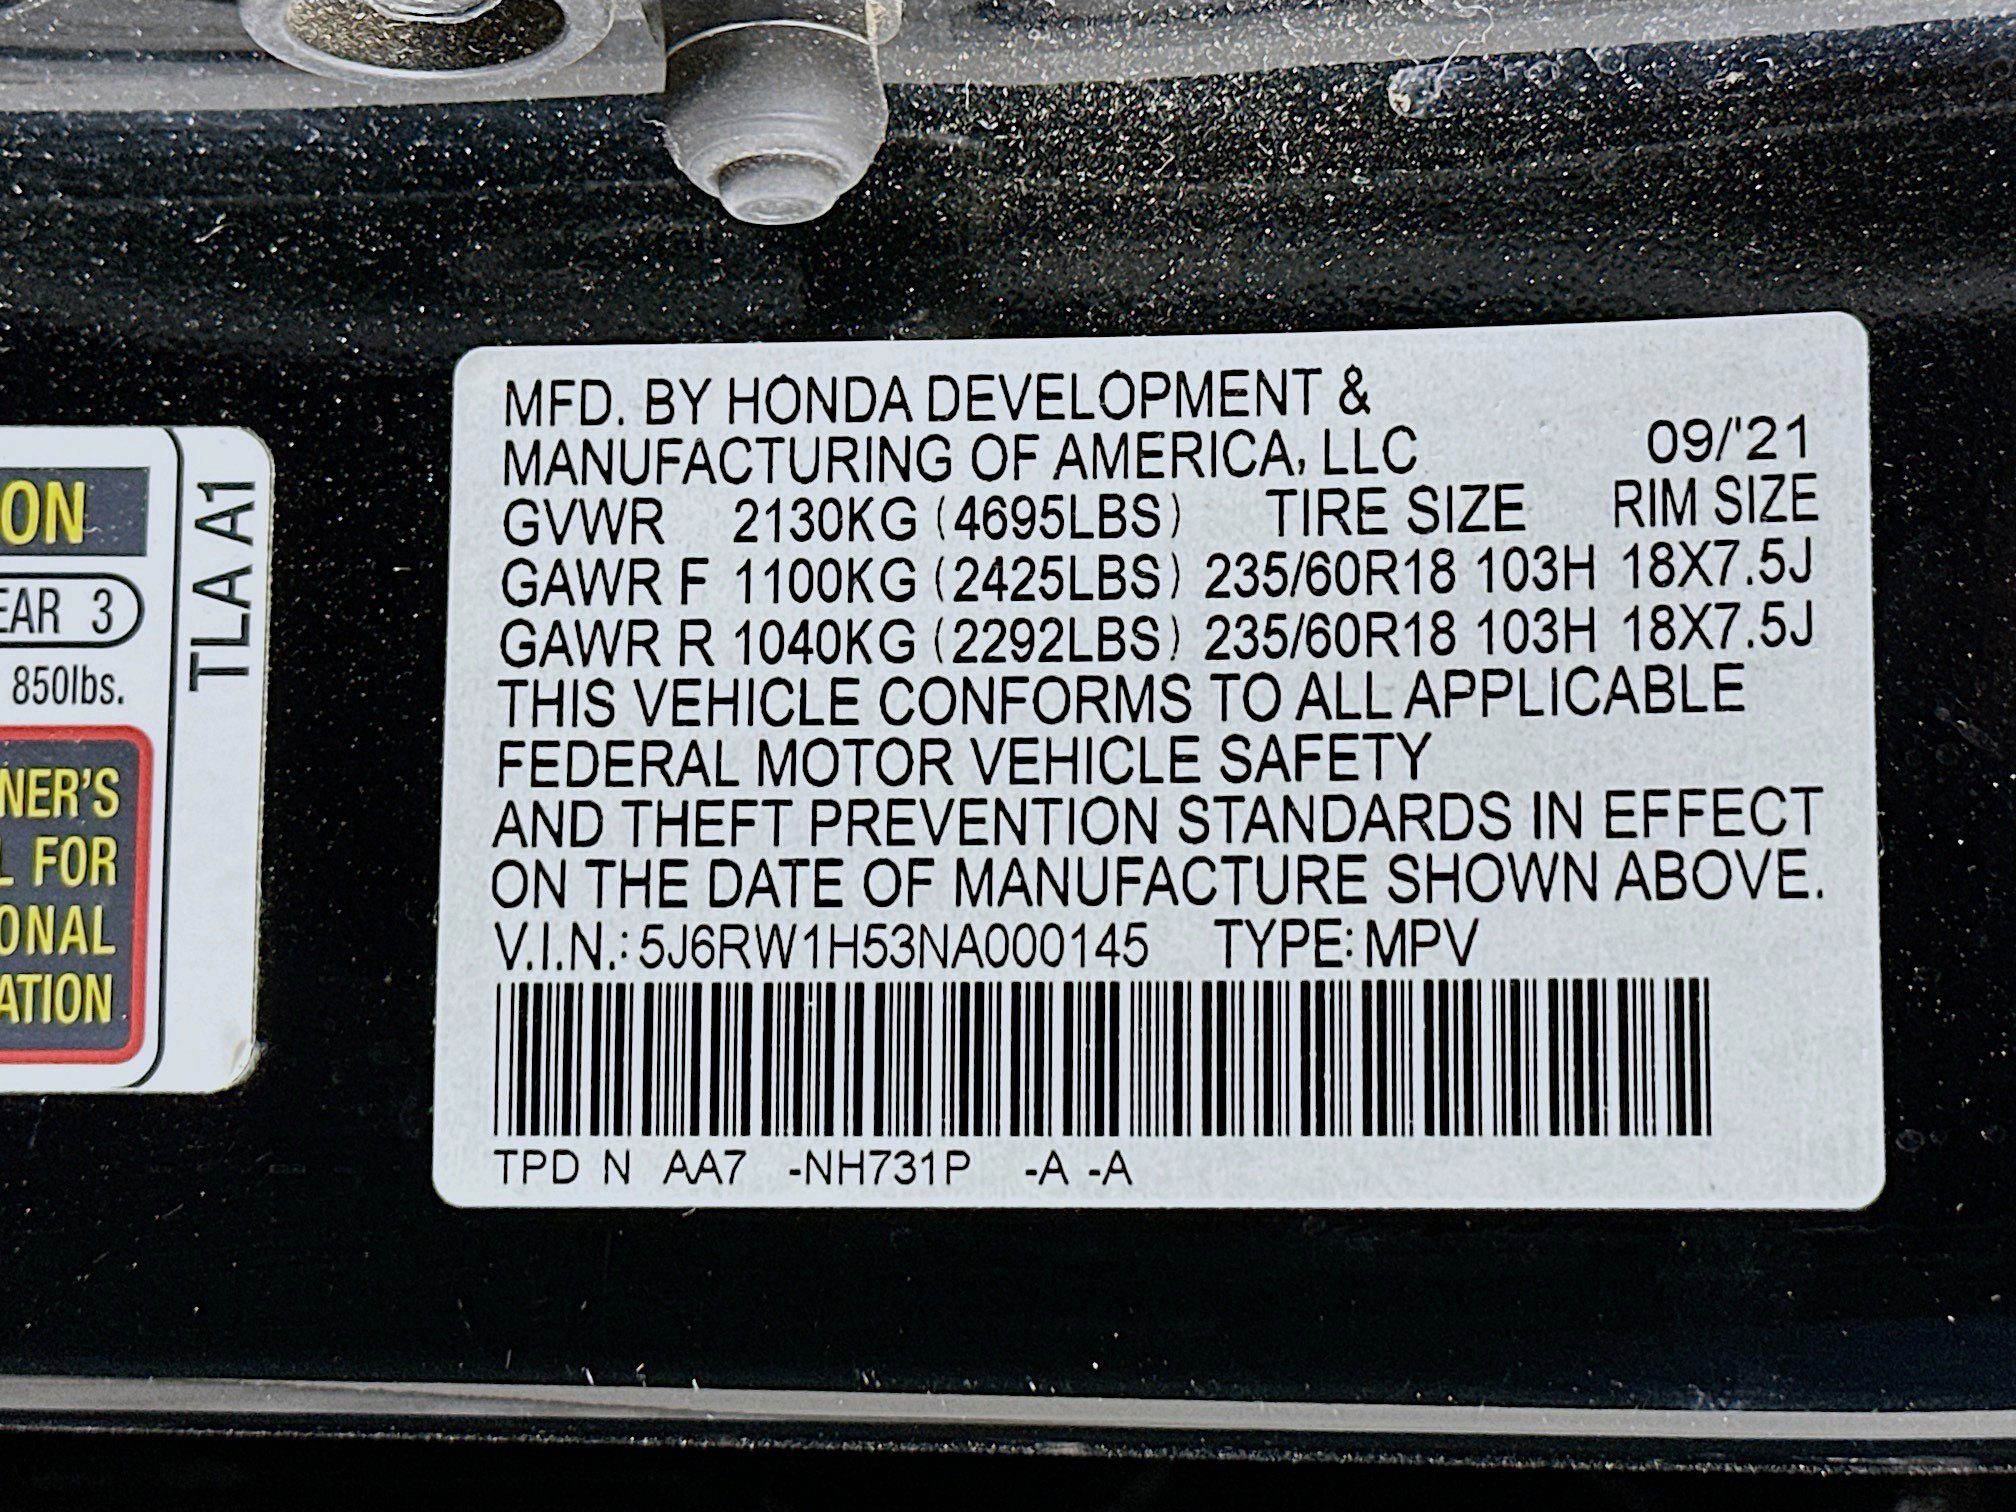 ON
EAR 3
850lbs.
NER'S
L FOR
ONAL
ATION
TLA A1
MFD. BY HONDA DEVELOPMENT &
MANUFACTURING OF AMERICA, LLC 09/'21
GVWR 2130KG (4695LBS) TIRE SIZE RIM SIZE
GAWR F 1100KG (2425LBS) 235/60R18 103H 18X7.5J
GAWR R 1040KG (2292LBS) 235/60R18 103H 18X7.5J
THIS VEHICLE CONFORMS TO ALL APPLICABLE
FEDERAL MOTOR VEHICLE SAFETY
AND THEFT PREVENTION STANDARDS IN EFFECT
ON THE DATE OF MANUFACTURE SHOWN ABOVE.
V.I.N.: 5J6RW1H53NA000145 TYPE: MPV
TPD N AA7 -NH731P -A -A